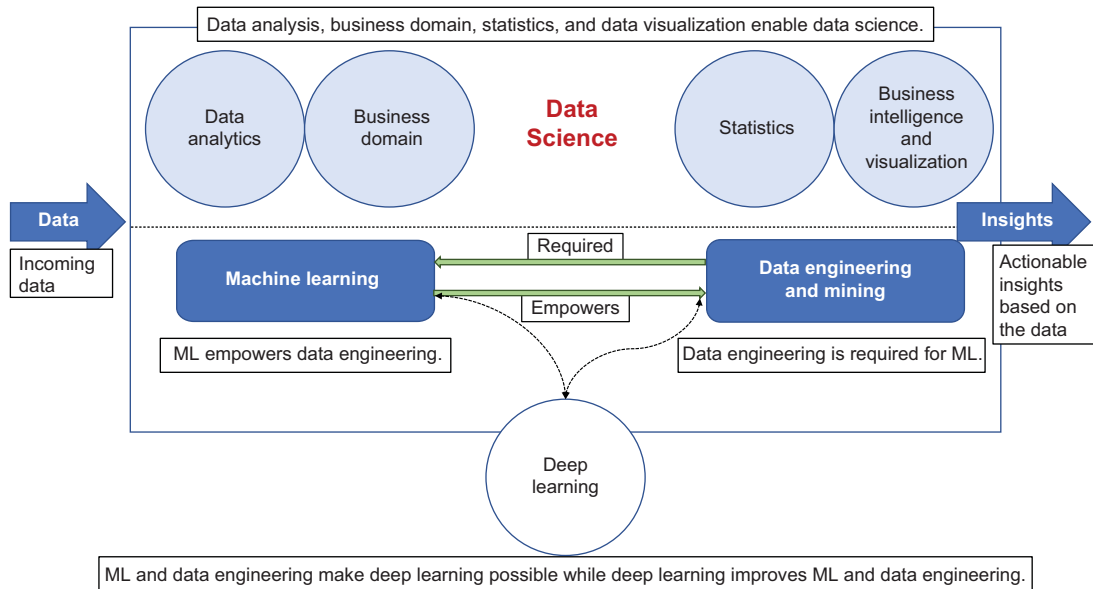 Data analysis, business domain, statistics, and data visualization enable data science.
Data
analytics
Business
domain
Data
Science
Statistics
Business
intelligence
and
visualization
Data
Incoming
data
Insights
Actionable
insights
based on
the data
Machine learning
Required
Empowers
Data engineering
and mining
ML empowers data engineering.
Data engineering is required for ML.
Deep
learning
ML and data engineering make deep learning possible while deep learning improves ML and data engineering.